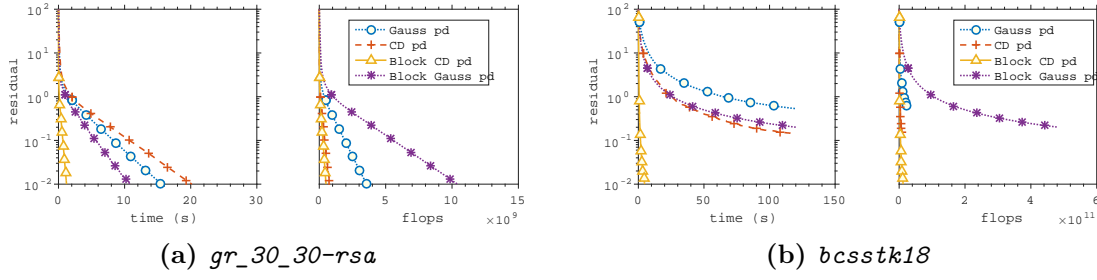 residual
10^2
10^1
10^0
10^-1
10^-2
0 10 20 30
time (s)
Gauss pd
CD pd
Block CD pd
Block Gauss pd
0 5 10 15
flops ×10^9
(a) gr_30_30-rsa
residual
10^2
10^1
10^0
10^-1
10^-2
0 50 100 150
time (s)
Gauss pd
CD pd
Block CD pd
Block Gauss pd
0 2 4 6
flops ×10^11
(b) bcsstk18